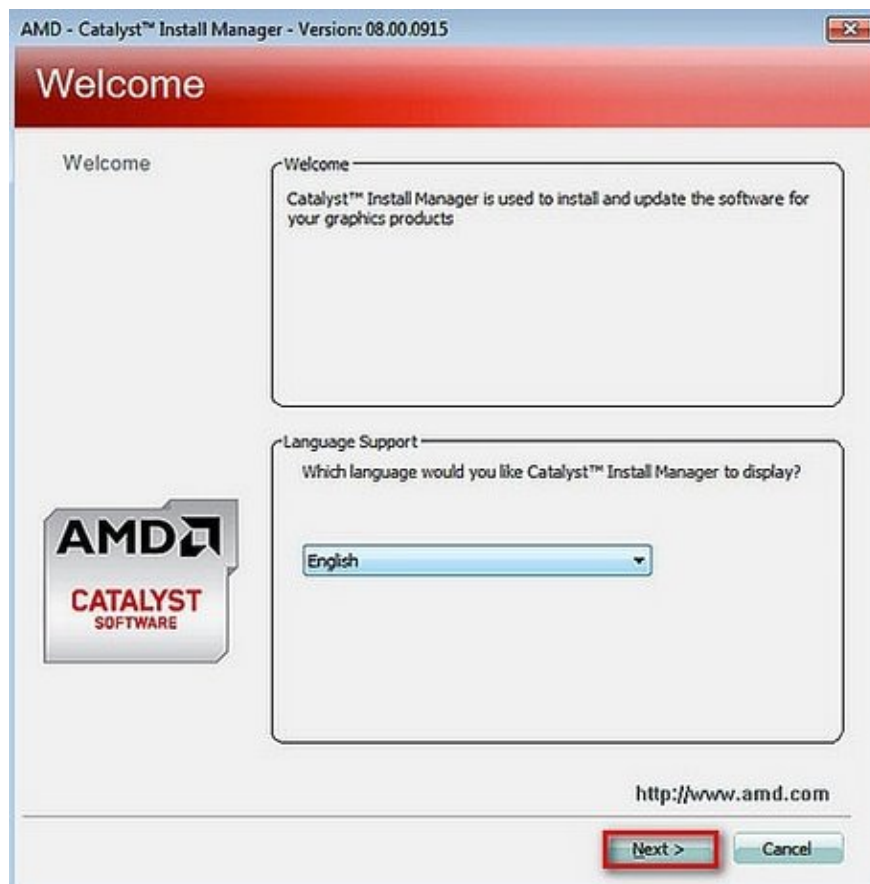 AMD - Catalyst™ Install Manager - Version: 08.00.0915
Welcome
Welcome
Welcome
Catalyst™ Install Manager is used to install and update the software for
your graphics products
Language Support
Which language would you like Catalyst™ Install Manager to display?
English
AMD
CATALYST
SOFTWARE
http://www.amd.com
Next >
Cancel